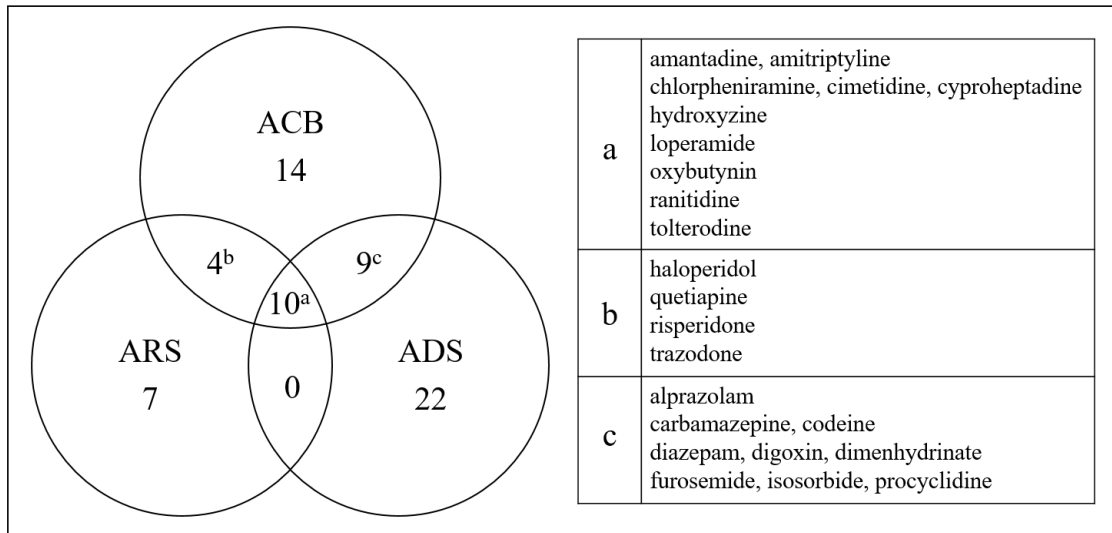 ACB
14
4ᵇ
9ᶜ
10ᵃ
ARS
7
0
ADS
22
a
amantadine, amitriptyline
chlorpheniramine, cimetidine, cyproheptadine
hydroxyzine
loperamide
oxybutynin
ranitidine
tolterodine
b
haloperidol
quetiapine
risperidone
trazodone
c
alprazolam
carbamazepine, codeine
diazepam, digoxin, dimenhydrinate
furosemide, isosorbide, procyclidine